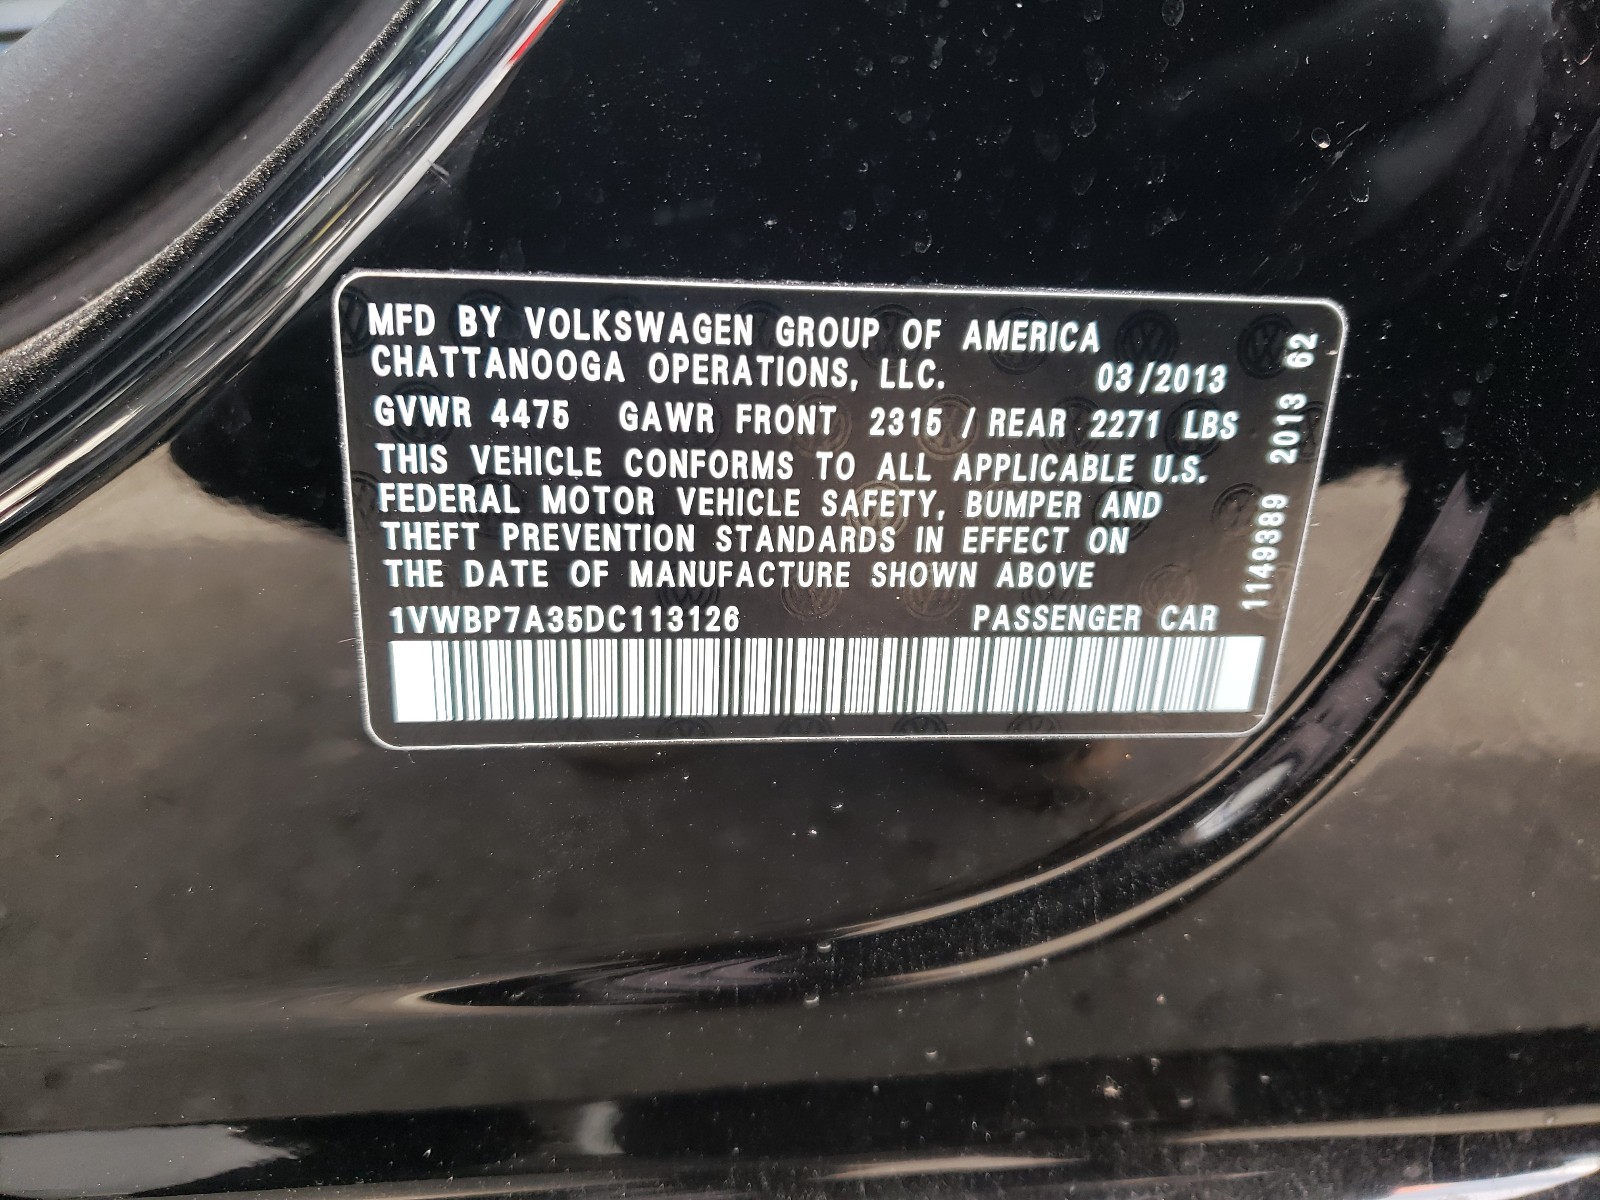 MFD BY VOLKSWAGEN GROUP OF AMERICA
CHATTANOOGA OPERATIONS, LLC. 03/2013
GVWR 4475 GAWR FRONT 2315 / REAR 2271 LBS
THIS VEHICLE CONFORMS TO ALL APPLICABLE U.S.
FEDERAL MOTOR VEHICLE SAFETY, BUMPER AND
THEFT PREVENTION STANDARDS IN EFFECT ON
THE DATE OF MANUFACTURE SHOWN ABOVE
1VWBP7A35DC113126 PASSENGER CAR
1149389 2013 62